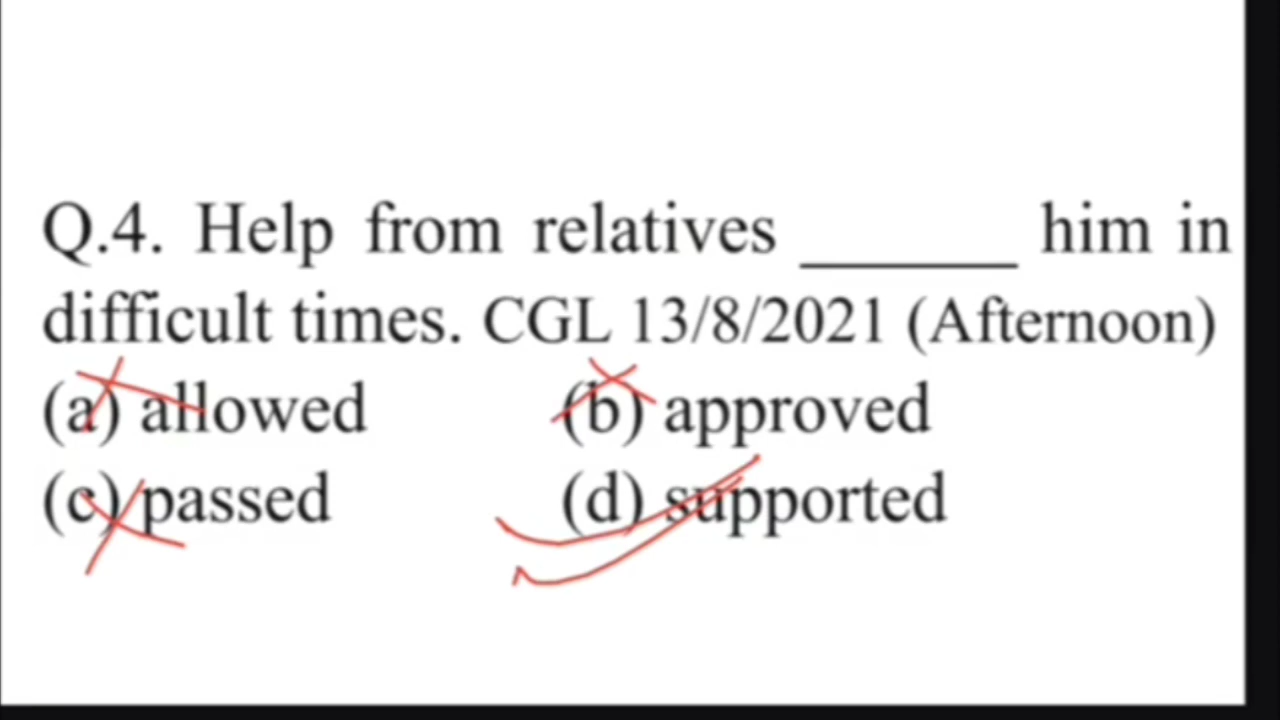 Q.4. Help from relatives ______ him in
difficult times. CGL 13/8/2021 (Afternoon)
(a) allowed (b) approved
(c) passed (d) supported